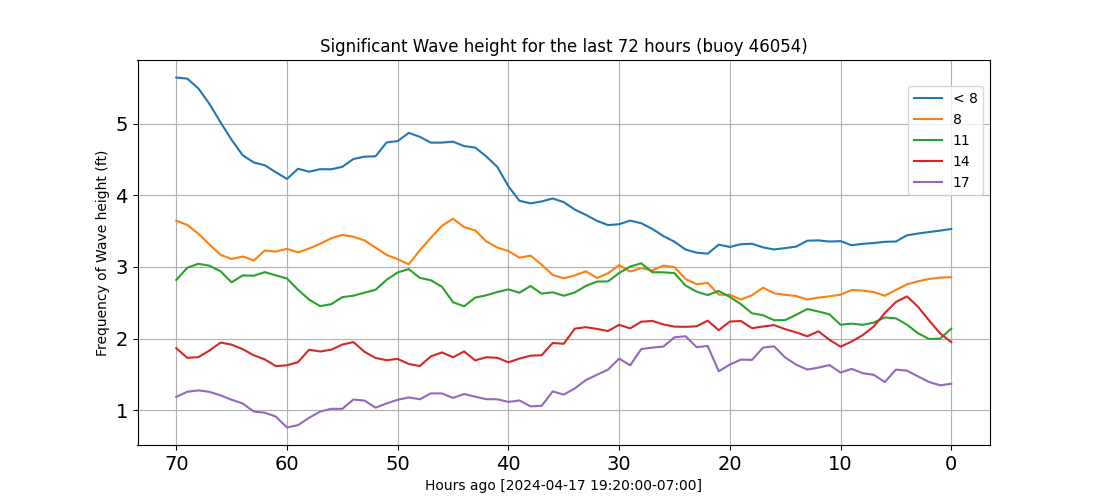 Significant Wave height for the last 72 hours (buoy 46054)
Frequency of Wave height (ft)
5
4
3
2
1
< 8
8
11
14
17
70 60 50 40 30 20 10 0
Hours ago [2024-04-17 19:20:00-07:00]